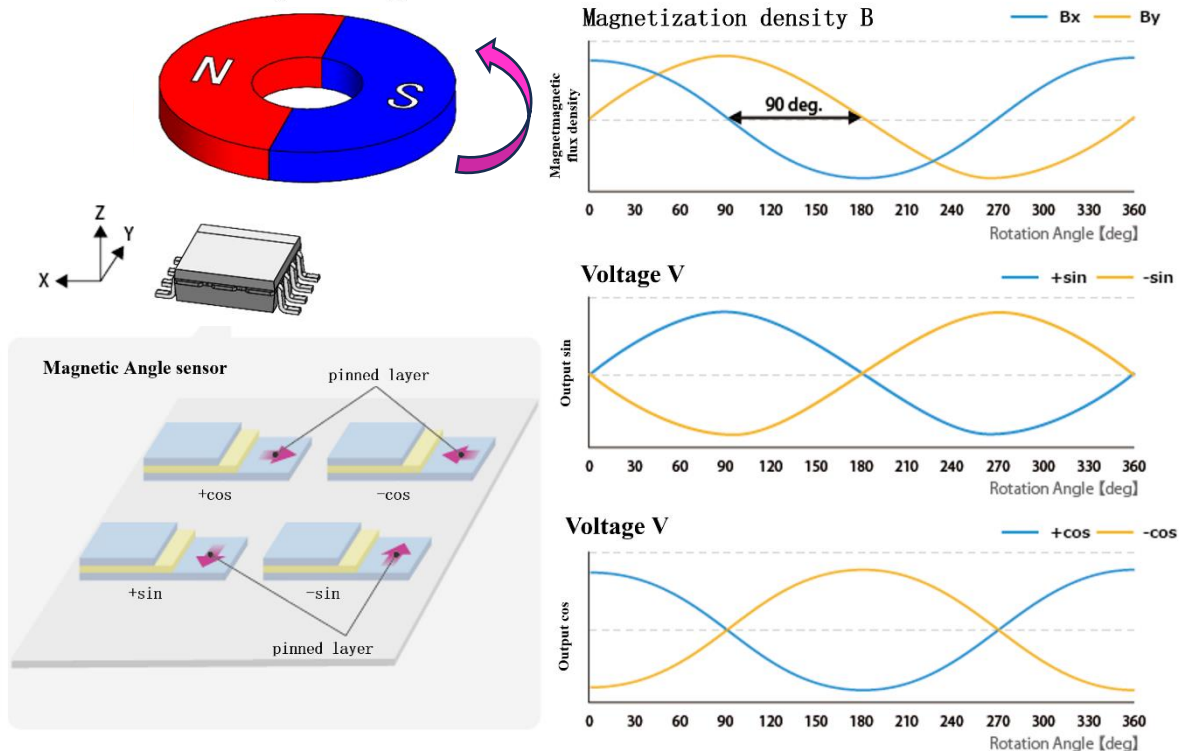 N
S
Z
Y
X
Magnetic Angle sensor
pinned layer
+cos
-cos
+sin
-sin
pinned layer
Magnetization density B
Bx
By
Magnetmagnetic
flux density
90 deg.
0 30 60 90 120 150 180 210 240 270 300 330 360
Rotation Angle【deg】
Voltage V
+sin
-sin
Output sin
0 30 60 90 120 150 180 210 240 270 300 330 360
Rotation Angle【deg】
Voltage V
+cos
-cos
Output cos
0 30 60 90 120 150 180 210 240 270 300 330 360
Rotation Angle【deg】